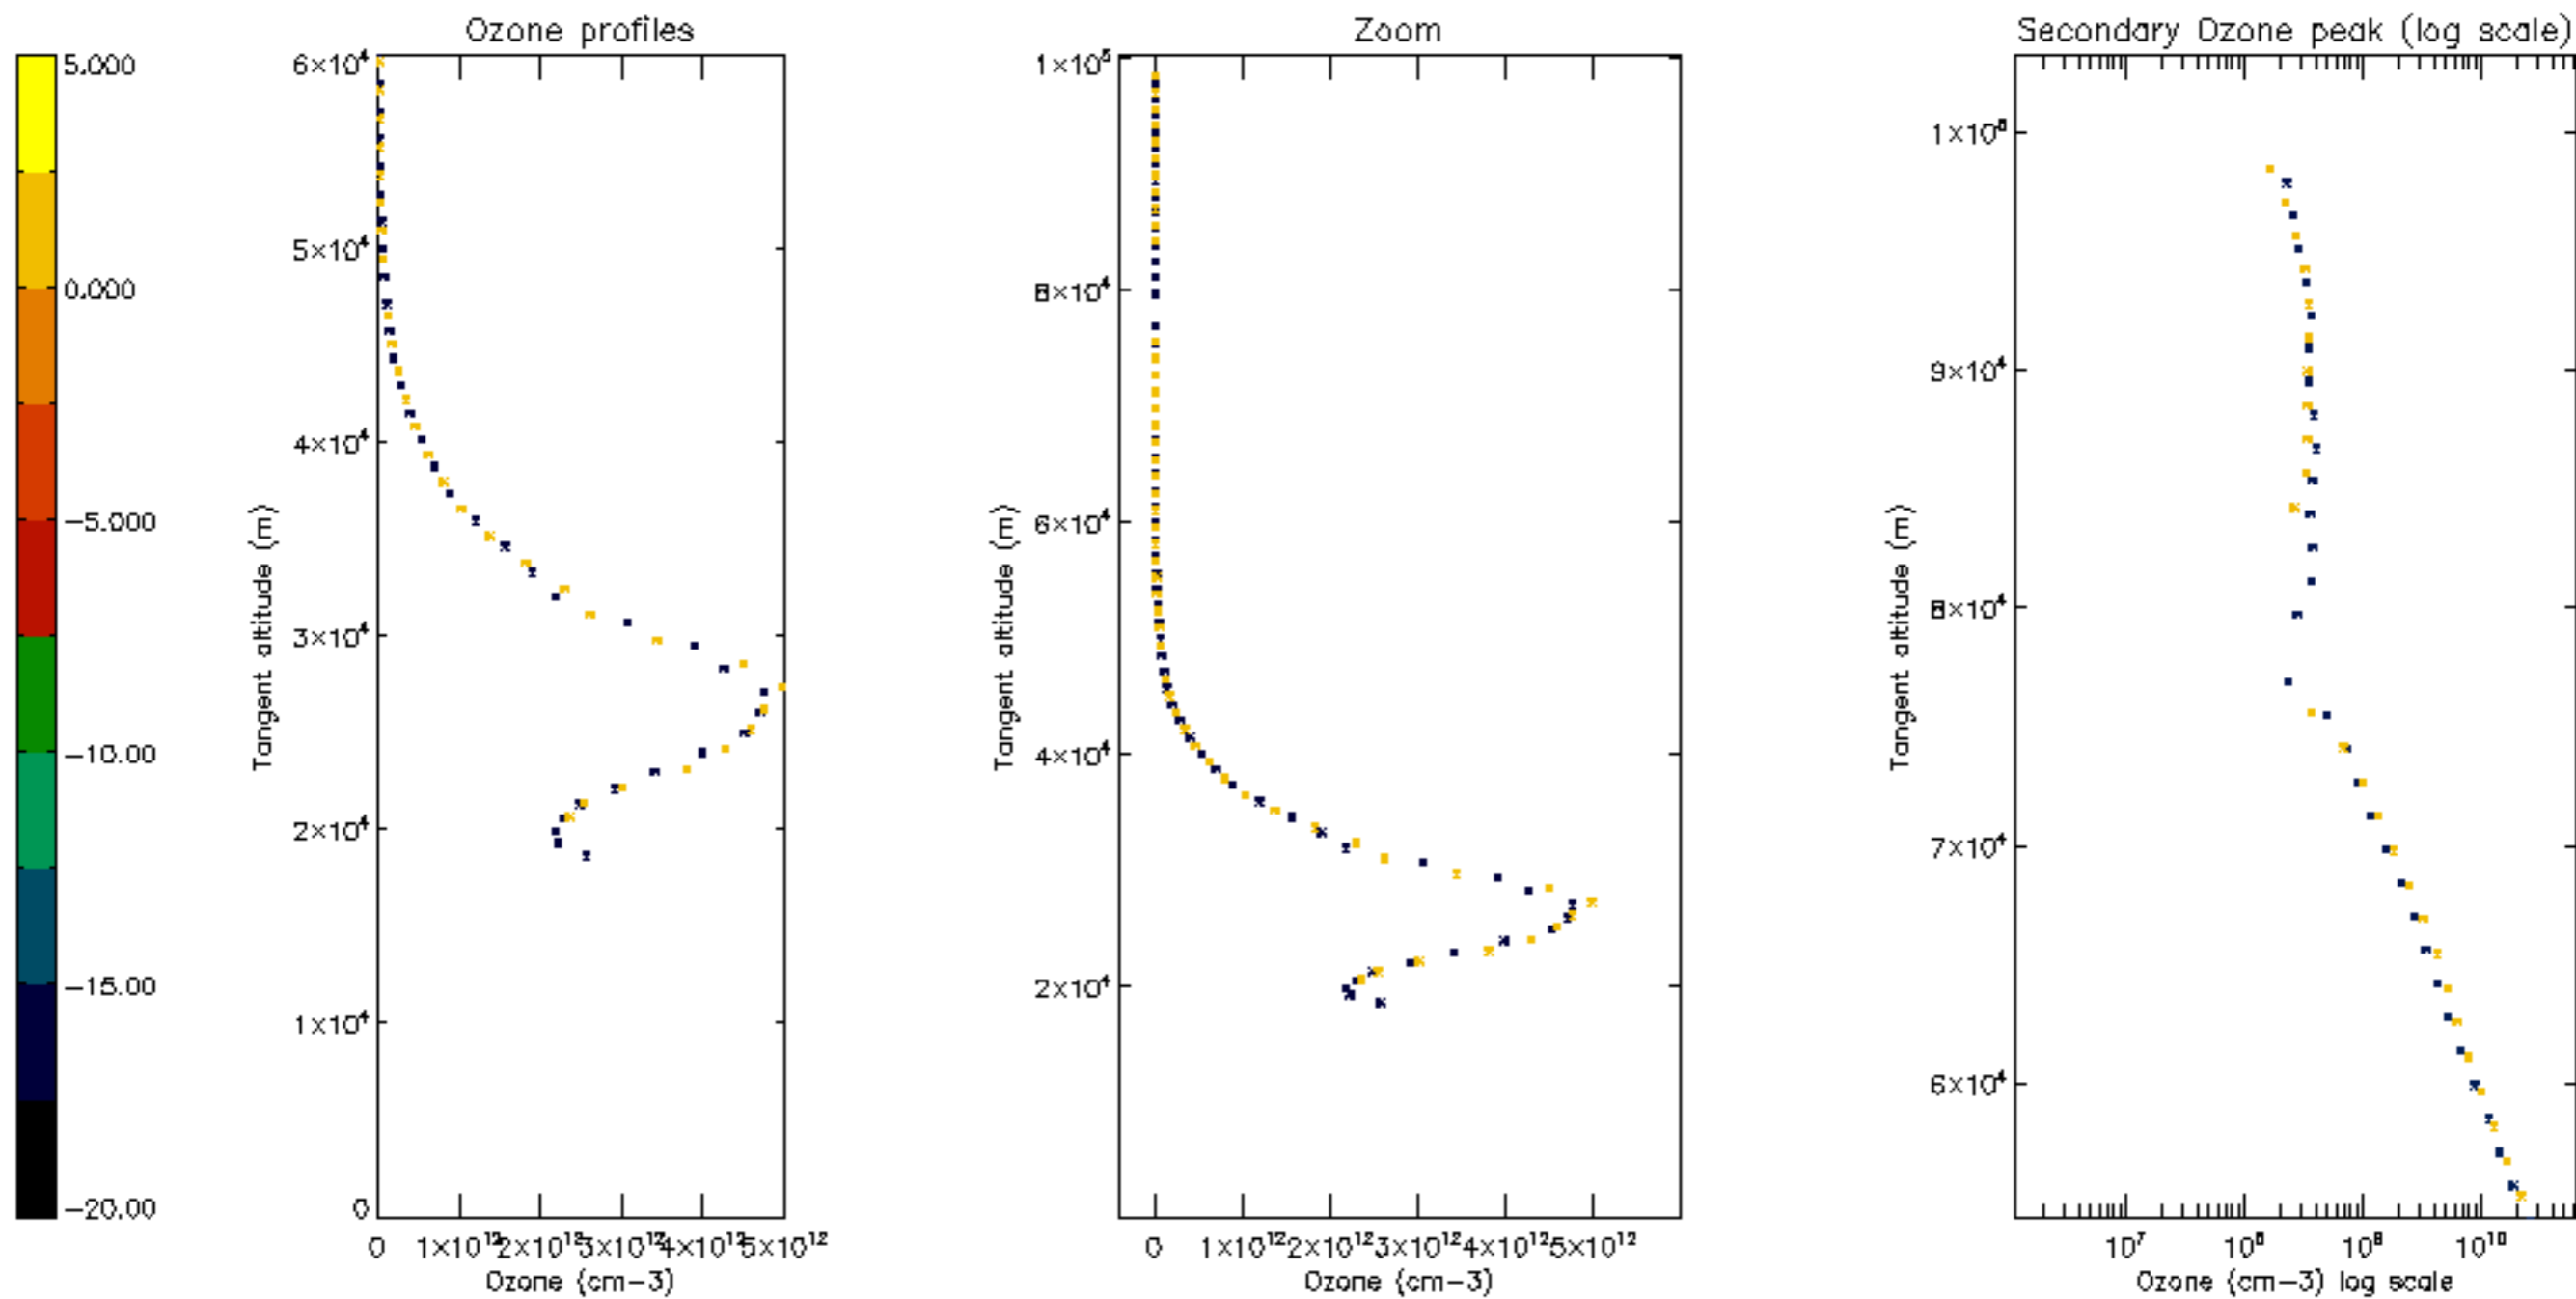 Ozone profiles
Zoom
Secondary Ozone peak (log scale)
5.000
0.000
−5.000
−10.00
−15.00
−20.00
6×10⁴
5×10⁴
4×10⁴
3×10⁴
2×10⁴
1×10⁴
0
Tangent altitude (m)
0 1×10¹² 2×10¹² 3×10¹² 4×10¹² 5×10¹²
Ozone (cm−3)
1×10⁵
8×10⁴
6×10⁴
4×10⁴
2×10⁴
Tangent altitude (m)
0 1×10¹² 2×10¹² 3×10¹² 4×10¹² 5×10¹²
Ozone (cm−3)
1×10⁵
9×10⁴
8×10⁴
7×10⁴
6×10⁴
Tangent altitude (m)
10⁷ 10⁸ 10⁹ 10¹⁰
Ozone (cm−3) log scale